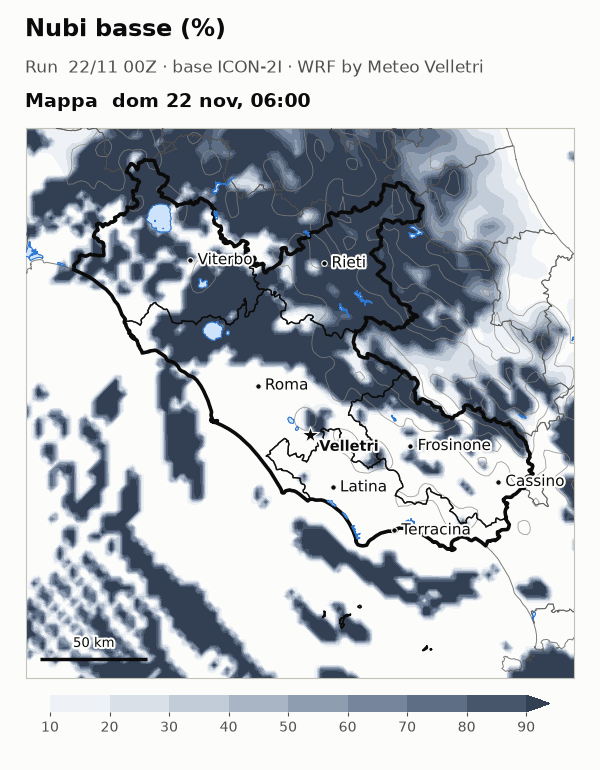 Nubi basse (%)
Run  22/11 00Z · base ICON-2I · WRF by Meteo Velletri
Mappa  dom 22 nov, 06:00
Viterbo
Rieti
Roma
Velletri
Frosinone
Cassino
Latina
Terracina
50 km
10 20 30 40 50 60 70 80 90